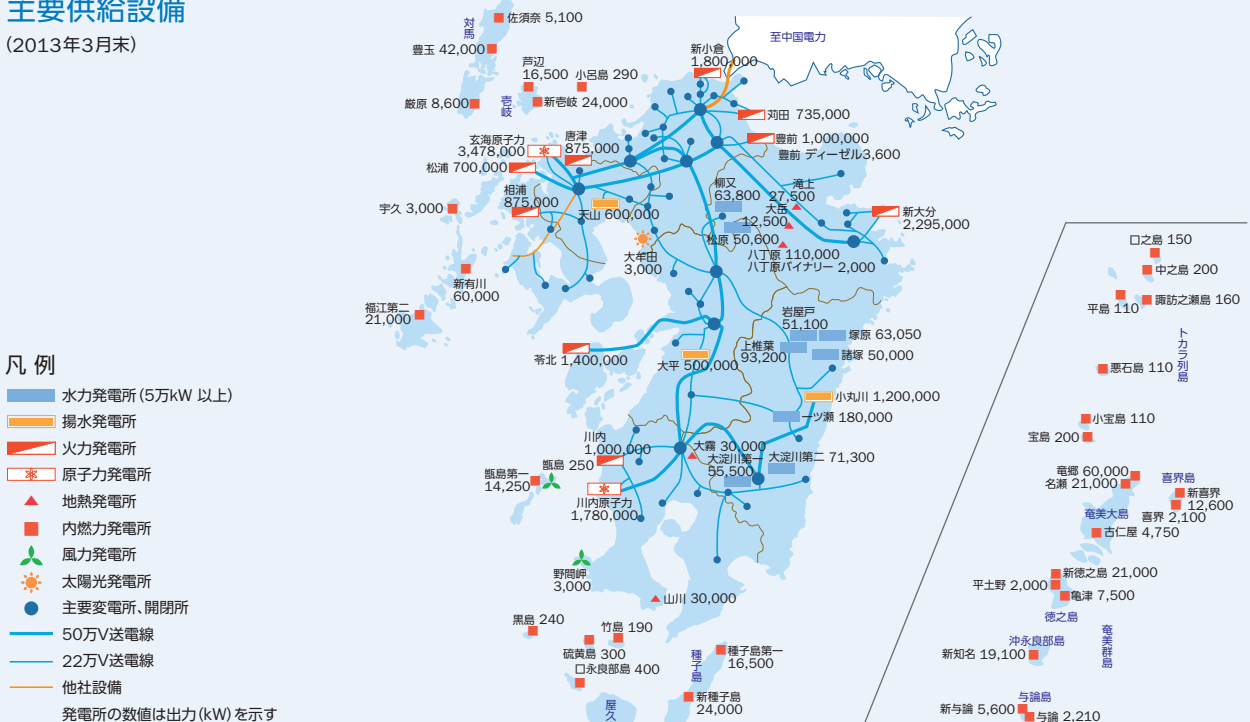 主要供給設備
(2013年3月末)
対馬
佐須奈 5,100
豊玉 42,000
厳原 8,600
芦辺
16,500
小呂島 290
壱岐
新壱岐 24,000
至中国電力
新小倉
1,800,000
苅田 735,000
豊前 1,000,000
豊前 ディーゼル3,600
玄海原子力
3,478,000
唐津
875,000
松浦 700,000
相浦
875,000
天山 600,000
宇久 3,000
柳又
63,800
滝上
27,500
大岳
12,500
松原 50,600
八丁原 110,000
八丁原バイナリー 2,000
新大分
2,295,000
大牟田
3,000
新有川
60,000
福江第二
21,000
岩屋戸
51,100
塚原 63,050
上椎葉
93,200
諸塚 50,000
苓北 1,400,000
大平 500,000
小丸川 1,200,000
一ツ瀬 180,000
川内
1,000,000
大霧 30,000
大淀川第一
55,500
大淀川第二 71,300
甑島 250
甑島第一
14,250
川内原子力
1,780,000
野間岬
3,000
山川 30,000
黒島 240
竹島 190
硫黄島 300
口永良部島 400
種子島
種子島第一
16,500
新種子島
24,000
屋久
凡 例
水力発電所(5万kW 以上)
揚水発電所
火力発電所
原子力発電所
地熱発電所
内燃力発電所
風力発電所
太陽光発電所
主要変電所、開閉所
50万V送電線
22万V送電線
他社設備
発電所の数値は出力(kW)を示す
口之島 150
中之島 200
平島 110
諏訪之瀬島 160
トカラ列島
悪石島 110
小宝島 110
宝島 200
竜郷 60,000
名瀬 21,000
喜界島
新喜界
12,600
喜界 2,100
奄美大島
古仁屋 4,750
新徳之島 21,000
平土野 2,000
亀津 7,500
徳之島
奄美群島
沖永良部島
新知名 19,100
与論島
新与論 5,600
与論 2,210